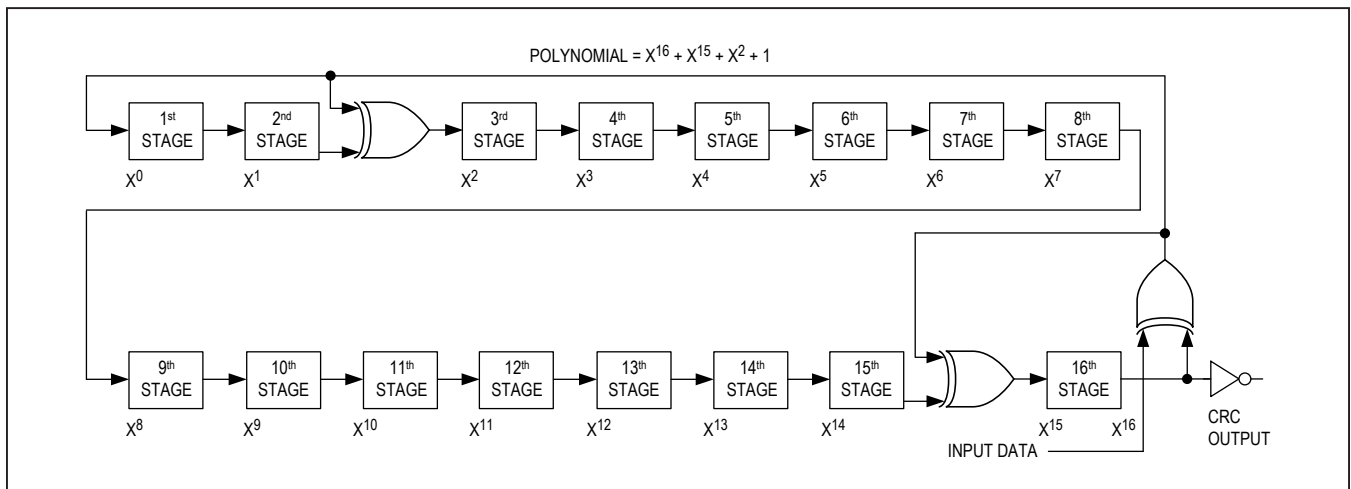 POLYNOMIAL = X¹⁶ + X¹⁵ + X² + 1
1ˢᵗ STAGE
2ⁿᵈ STAGE
3ʳᵈ STAGE
4ᵗʰ STAGE
5ᵗʰ STAGE
6ᵗʰ STAGE
7ᵗʰ STAGE
8ᵗʰ STAGE
X⁰ X¹ X² X³ X⁴ X⁵ X⁶ X⁷
9ᵗʰ STAGE
10ᵗʰ STAGE
11ᵗʰ STAGE
12ᵗʰ STAGE
13ᵗʰ STAGE
14ᵗʰ STAGE
15ᵗʰ STAGE
16ᵗʰ STAGE
X⁸ X⁹ X¹⁰ X¹¹ X¹² X¹³ X¹⁴ X¹⁵ X¹⁶
CRC
OUTPUT
INPUT DATA